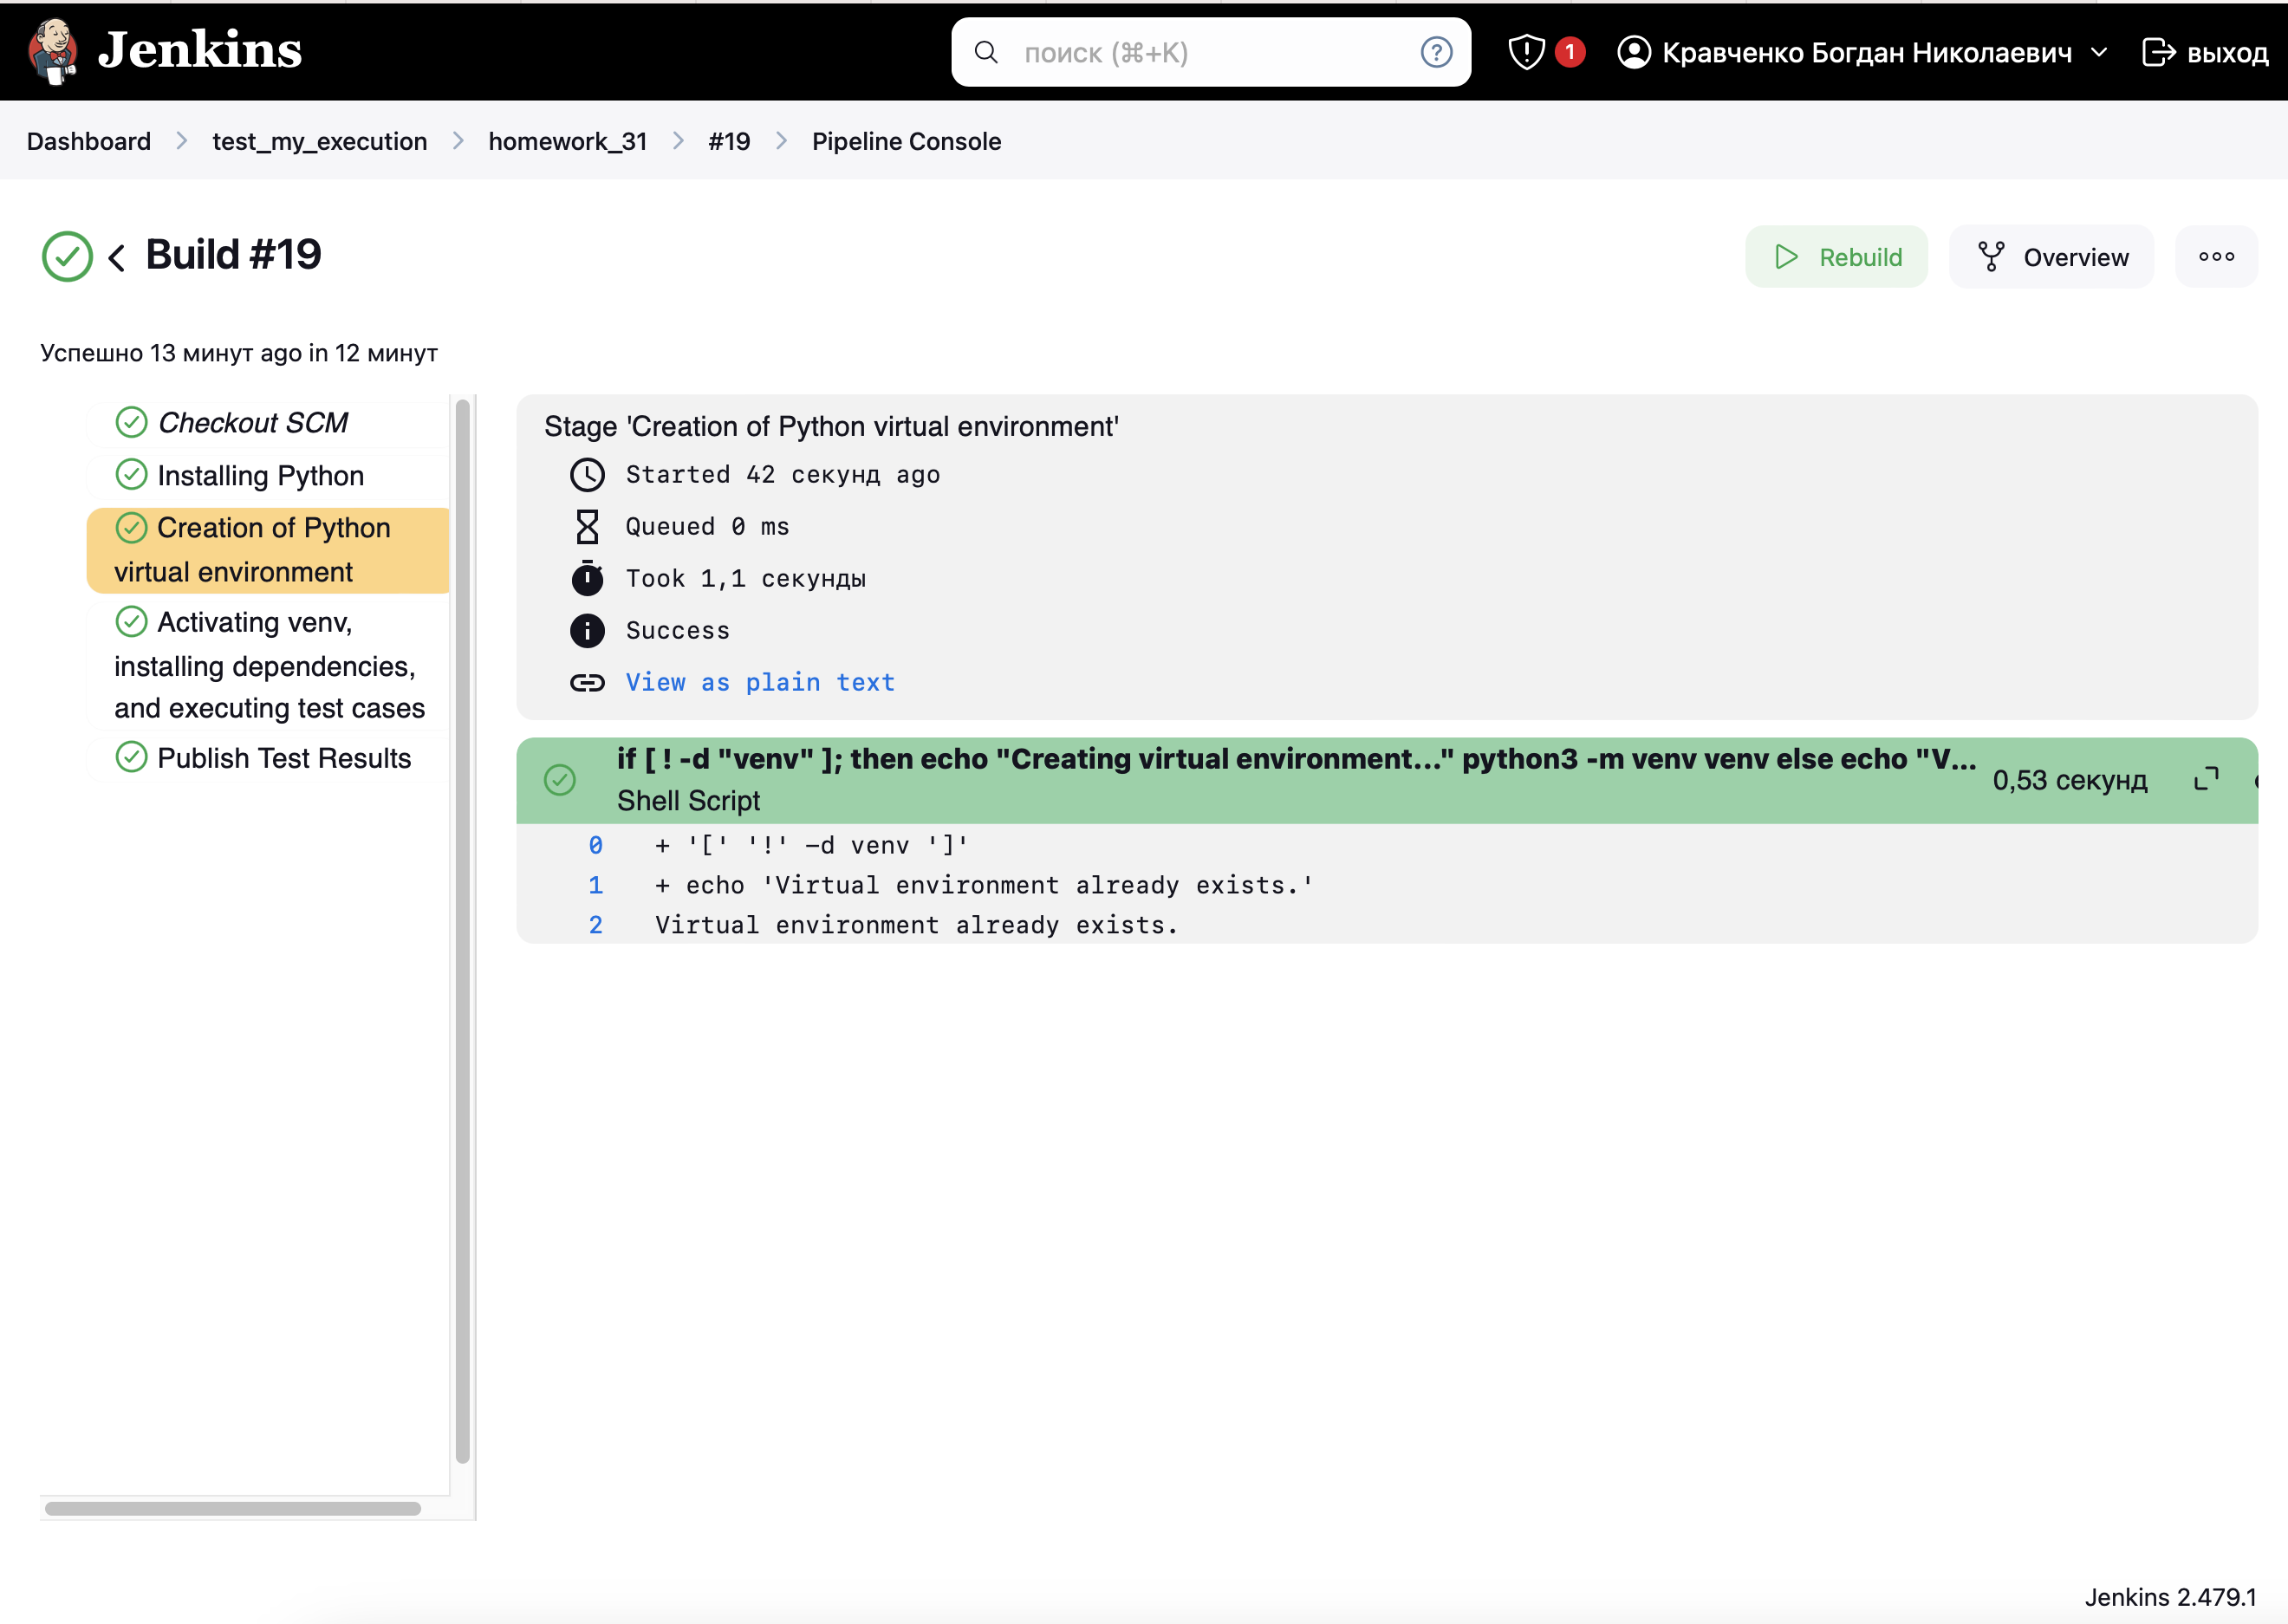 Jenkins
поиск (⌘+K)
1
Кравченко Богдан Николаевич
выход
Dashboard
test_my_execution
homework_31
#19
Pipeline Console
Build #19
Rebuild
Overview
Успешно 13 минут ago in 12 минут
Checkout SCM
Installing Python
Creation of Python
virtual environment
Activating venv,
installing dependencies,
and executing test cases
Publish Test Results
Stage 'Creation of Python virtual environment'
Started 42 секунд ago
Queued 0 ms
Took 1,1 секунды
Success
View as plain text
if [ ! -d "venv" ]; then echo "Creating virtual environment..." python3 -m venv venv else echo "V...
Shell Script
0,53 секунд
0 + '[' '!' -d venv ']'
1 + echo 'Virtual environment already exists.'
2 Virtual environment already exists.
Jenkins 2.479.1